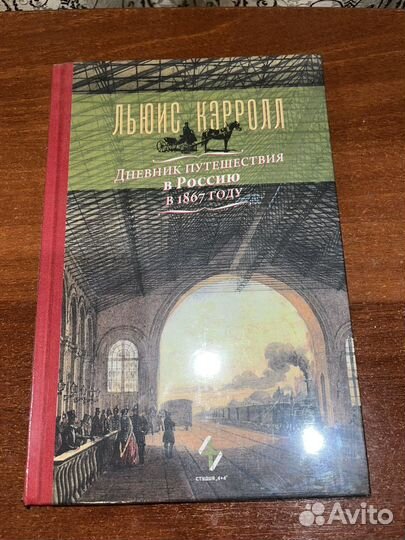 ЛЬЮИС КЭРРОЛЛ
ДНЕВНИК ПУТЕШЕСТВИЯ
В РОССИЮ
В 1867 ГОДУ
СТУДИЯ „4+4"
Avito